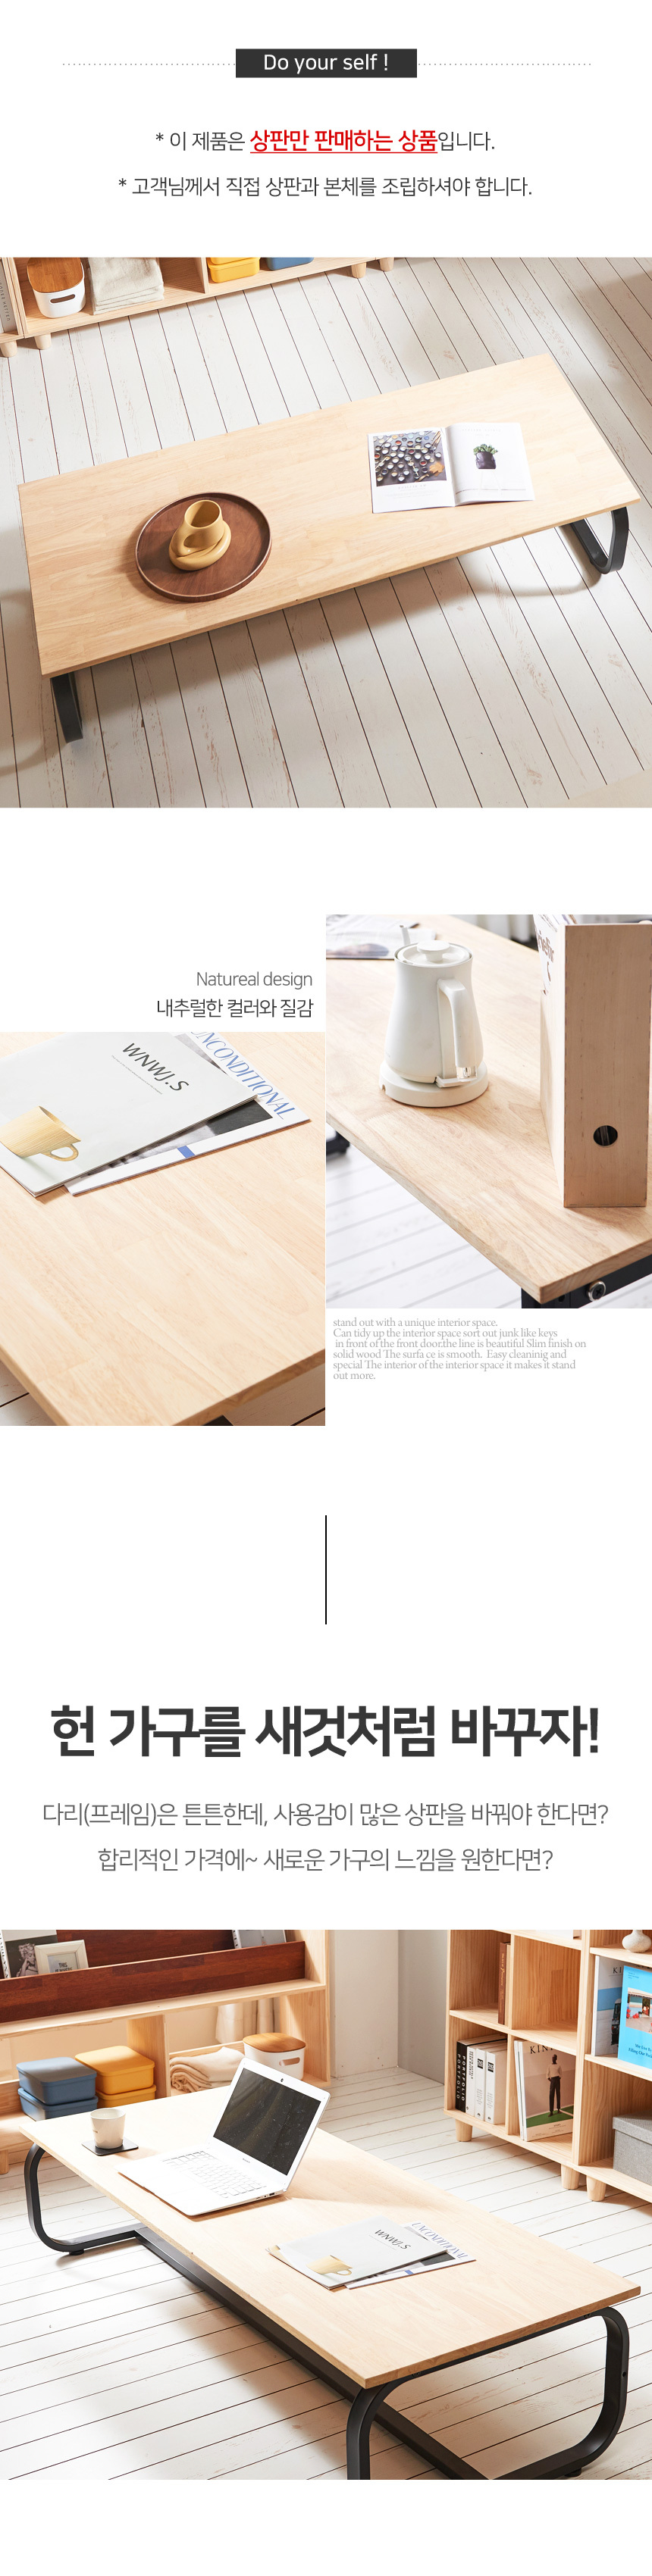 Do your self !
* 이 제품은 상판만 판매하는 상품입니다.
* 고객님께서 직접 상판과 본체를 조립하셔야 합니다.
Natureal design
내추럴한 컬러와 질감
WNWJ.S
UNCONDITIONAL
stand out with a unique interior space.
Can tidy up the interior space sort out junk like keys
in front of the front door.the line is beautiful Slim finish on
solid wood The surfa ce is smooth. Easy cleaninig and
special The interior of the interior space it makes it stand
out more.
헌 가구를 새것처럼 바꾸자!
다리(프레임)은 튼튼한데, 사용감이 많은 상판을 바꿔야 한다면?
합리적인 가격에~ 새로운 가구의 느낌을 원한다면?
PORTFOLIO
KIN
WNWJ.S
UNCONDITIONAL